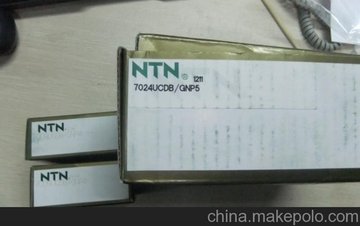 NTN® 1211
7024UCDB/GNP5
NTN
NTN
china.makepolo.com